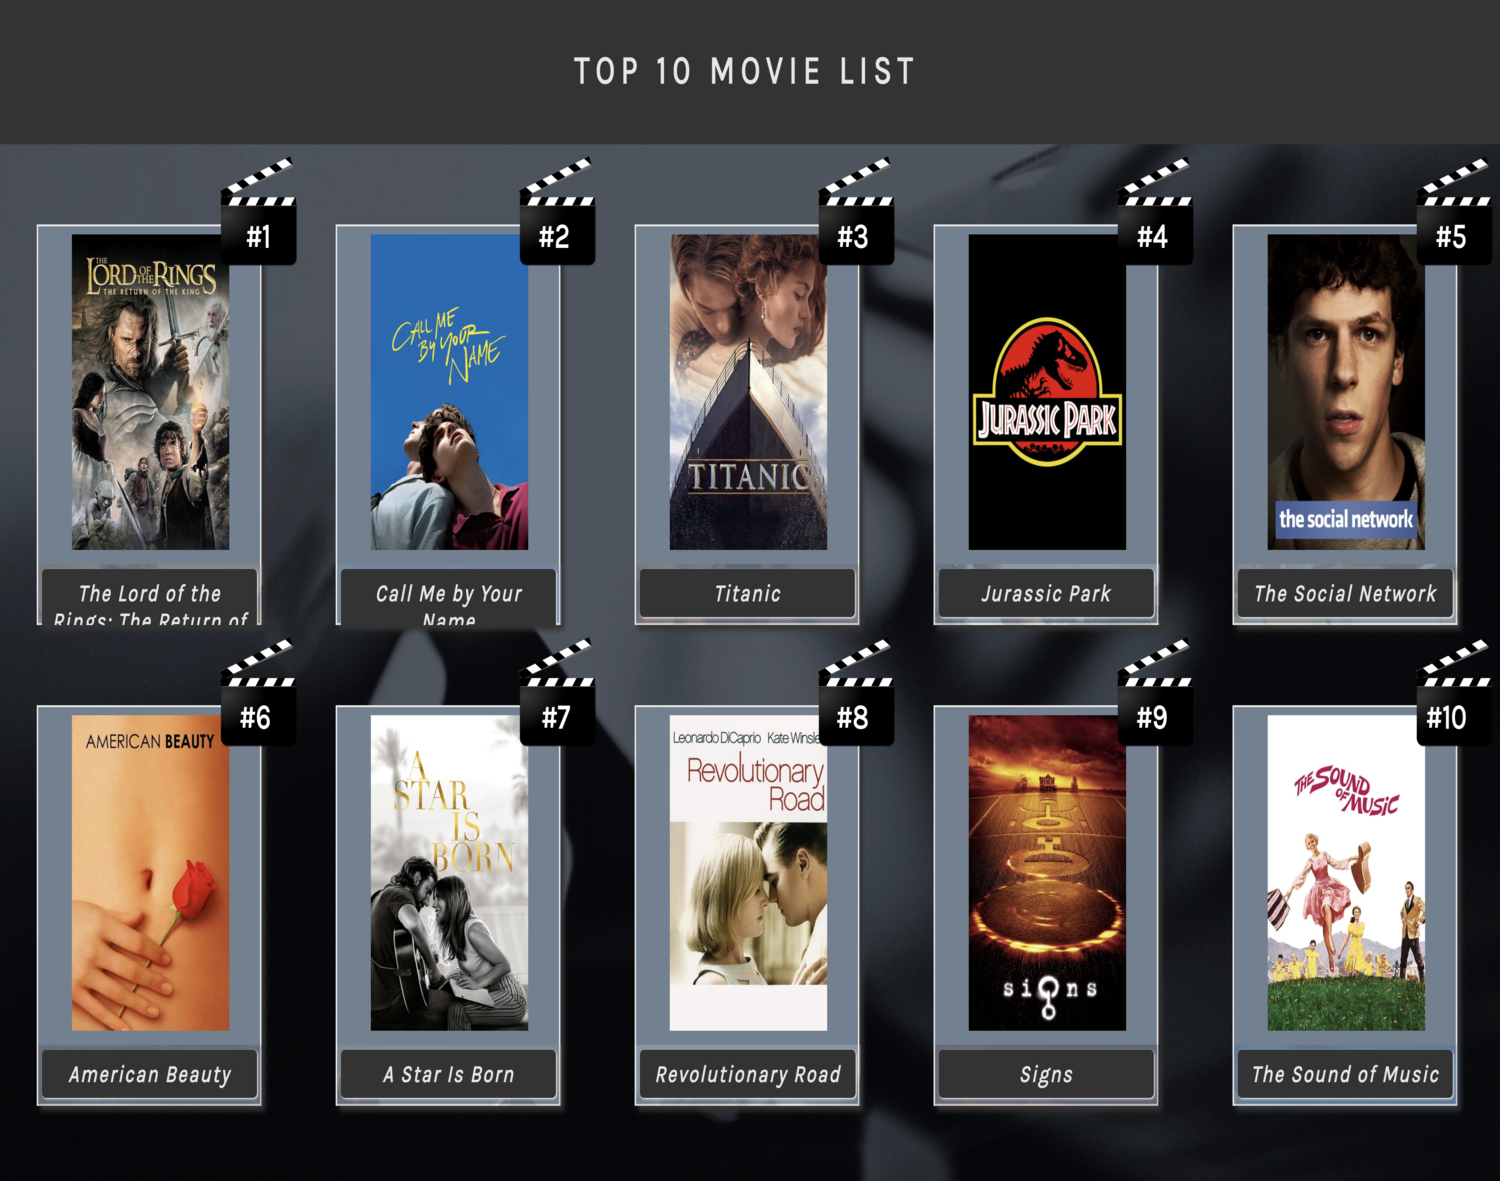 TOP 10 MOVIE LIST
#1
#2
#3
#4
#5
THE
LORD OF THE RINGS
THE RETURN OF THE KING
CALL ME
BY YOUR
NAME
TITANIC
JURASSIC PARK
the social network
The Lord of the
Rings: The Return of
Call Me by Your
Name
Titanic
Jurassic Park
The Social Network
#6
#7
#8
#9
#10
AMERICAN BEAUTY
A
STAR
IS
BORN
Leonardo DiCaprio Kate Winsle
Revolutionary
Road
signs
THE SOUND
OF MUSIC
American Beauty
A Star Is Born
Revolutionary Road
Signs
The Sound of Music